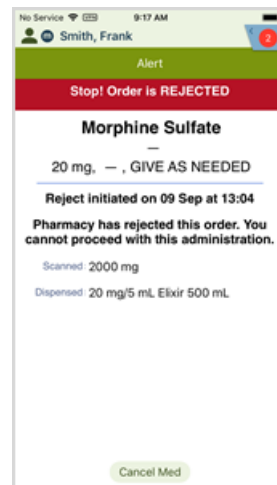 No Service VPN 9:17 AM
Smith, Frank 2
Alert
Stop! Order is REJECTED
Morphine Sulfate
—
20 mg, — , GIVE AS NEEDED
Reject initiated on 09 Sep at 13:04
Pharmacy has rejected this order. You
cannot proceed with this administration.
Scanned: 2000 mg
Dispensed: 20 mg/5 mL Elixir 500 mL
Cancel Med